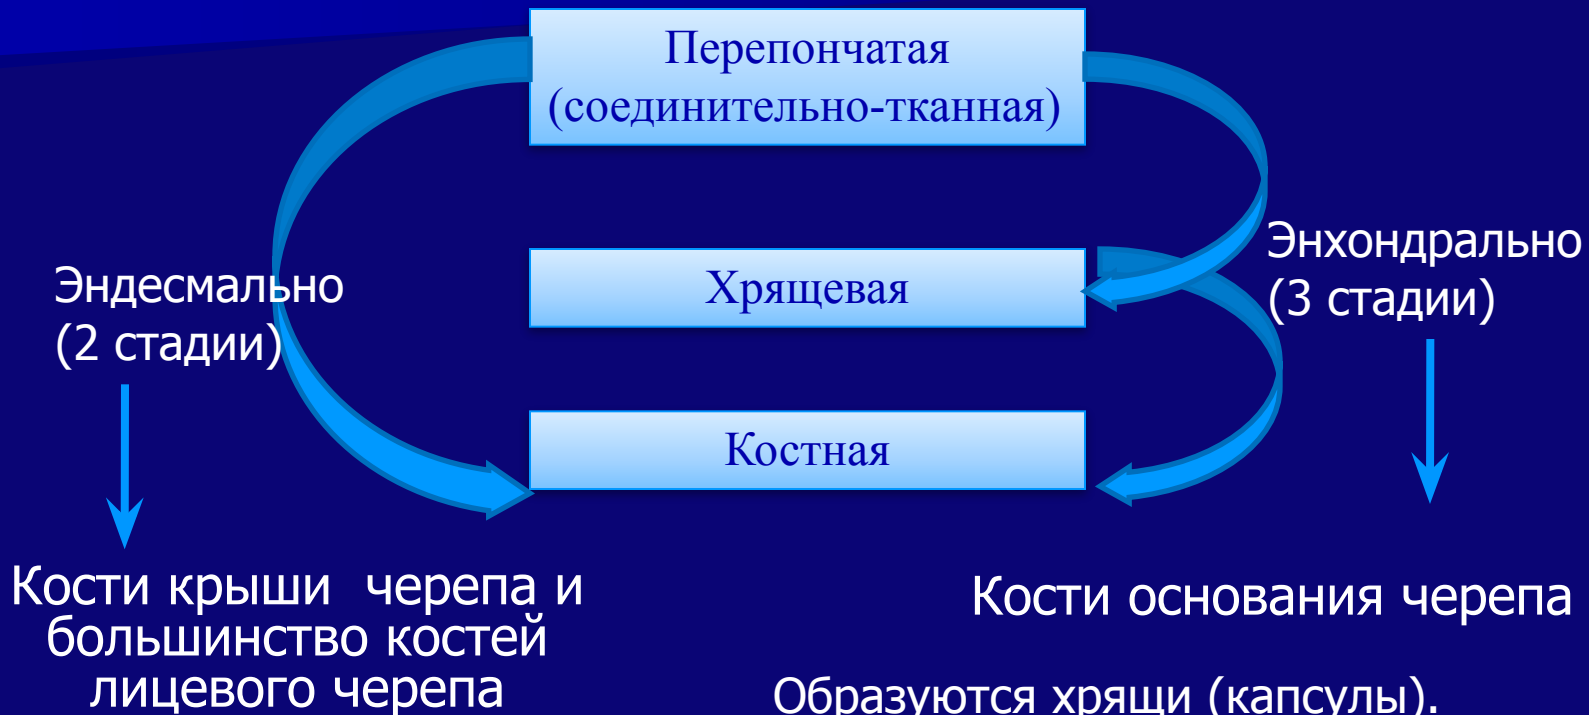 Перепончатая
(соединительно-тканная)
Эндесмально
(2 стадии)
Хрящевая
Энхондрально
(3 стадии)
Костная
Кости крыши черепа и
большинство костей
лицевого черепа
Кости основания черепа
Образуются хрящи (капсулы).